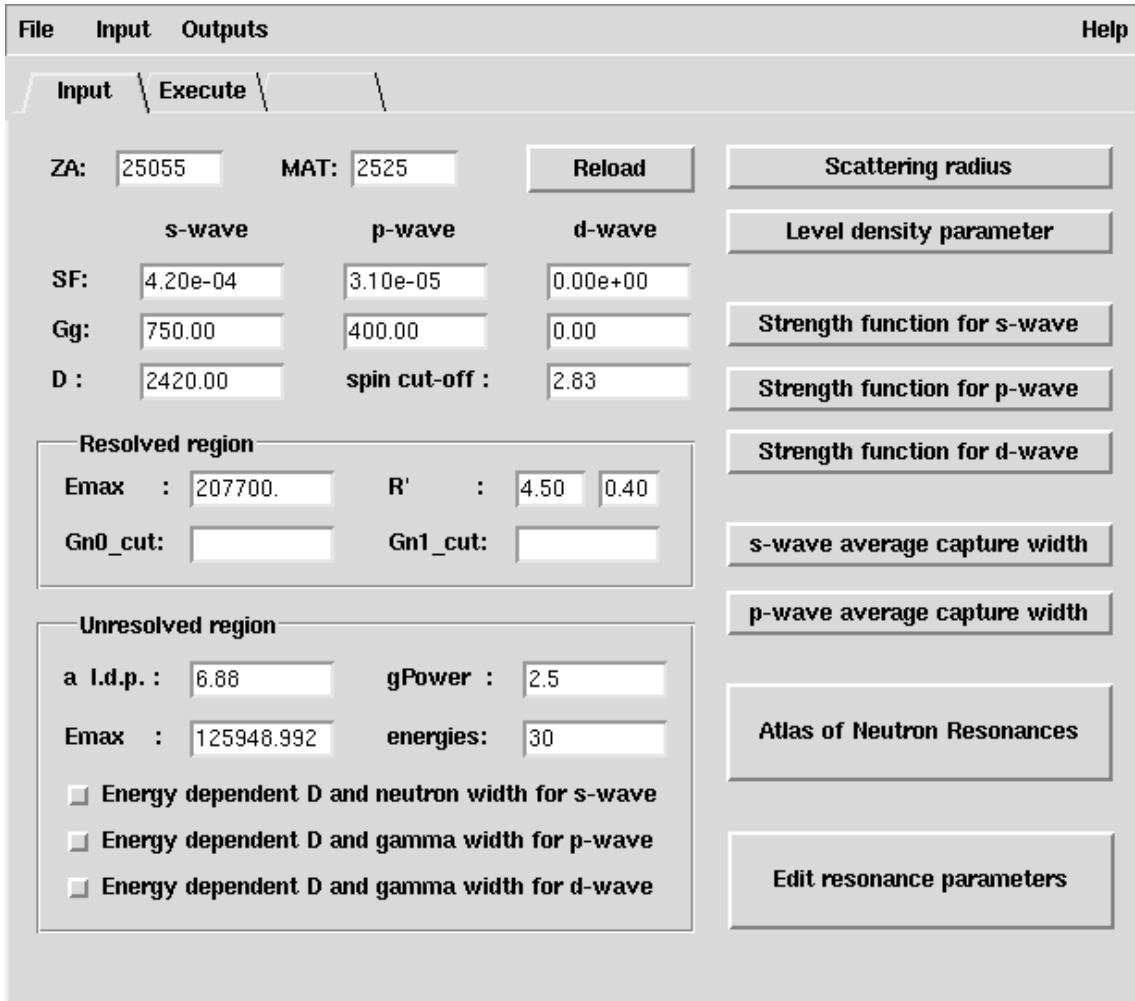 File Input Outputs Help
Input Execute
ZA: 25055 MAT: 2525 Reload Scattering radius
s-wave p-wave d-wave Level density parameter
SF: 4.20e-04 3.10e-05 0.00e+00
Gg: 750.00 400.00 0.00 Strength function for s-wave
D : 2420.00 spin cut-off : 2.83 Strength function for p-wave
Resolved region Strength function for d-wave
Emax : 207700. R' : 4.50 0.40
Gn0_cut: Gn1_cut: s-wave average capture width
Unresolved region p-wave average capture width
a l.d.p. : 6.88 gPower : 2.5
Emax : 125948.992 energies: 30 Atlas of Neutron Resonances
Energy dependent D and neutron width for s-wave
Energy dependent D and gamma width for p-wave
Energy dependent D and gamma width for d-wave Edit resonance parameters